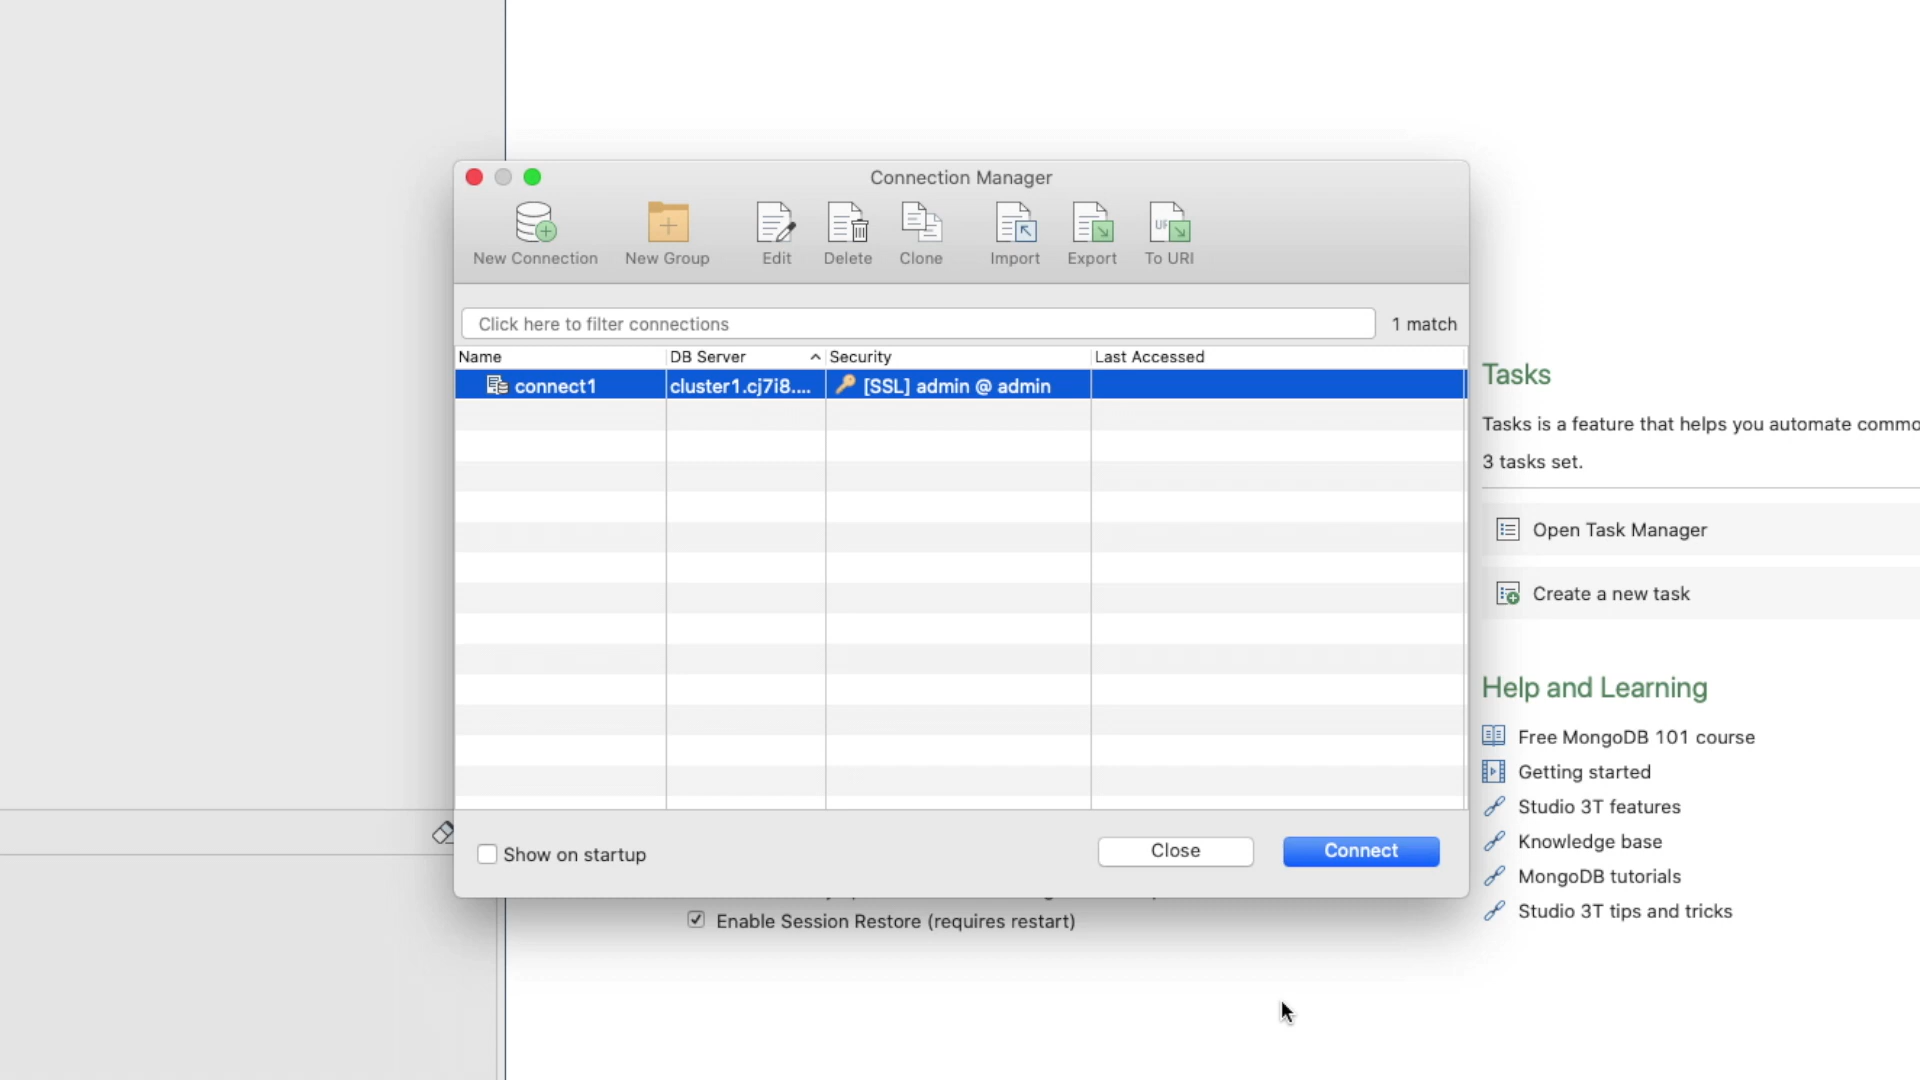 Connection Manager
New Connection New Group Edit Delete Clone Import Export To URI
Click here to filter connections 1 match
Name DB Server Security Last Accessed
connect1 cluster1.cj7i8.... [SSL] admin @ admin
Show on startup Close Connect
Enable Session Restore (requires restart)
Tasks
Tasks is a feature that helps you automate commo
3 tasks set.
Open Task Manager
Create a new task
Help and Learning
Free MongoDB 101 course
Getting started
Studio 3T features
Knowledge base
MongoDB tutorials
Studio 3T tips and tricks